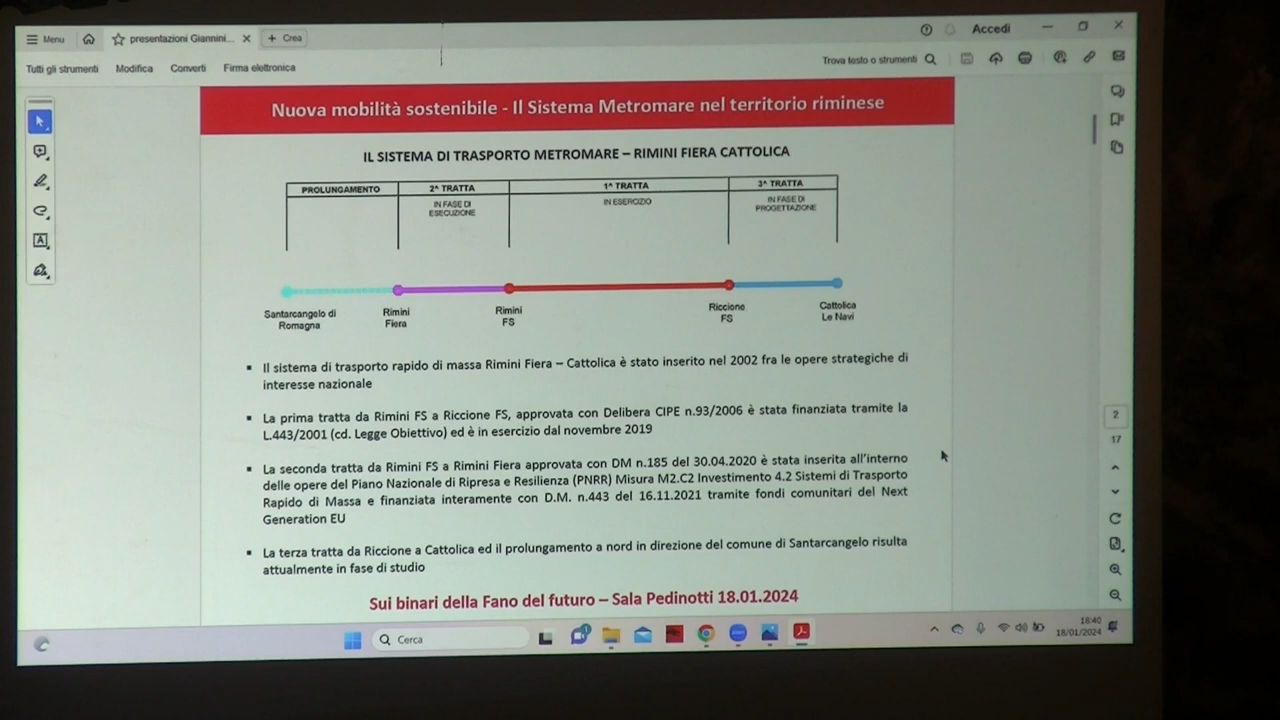 Menu
presentazioni Giannini...
Crea
Accedi
Tutti gli strumenti
Modifica
Converti
Firma elettronica
Trova testo o strumenti
Nuova mobilità sostenibile - Il Sistema Metromare nel territorio riminese
IL SISTEMA DI TRASPORTO METROMARE – RIMINI FIERA CATTOLICA
PROLUNGAMENTO
2^ TRATTA
1^ TRATTA
3^ TRATTA
IN FASE DI
ESECUZIONE
IN ESERCIZIO
IN FASE DI
PROGETTAZIONE
Santarcangelo di
Romagna
Rimini
Fiera
Rimini
FS
Riccione
FS
Cattolica
Le Navi
▪ Il sistema di trasporto rapido di massa Rimini Fiera – Cattolica è stato inserito nel 2002 fra le opere strategiche di
interesse nazionale
▪ La prima tratta da Rimini FS a Riccione FS, approvata con Delibera CIPE n.93/2006 è stata finanziata tramite la
L.443/2001 (cd. Legge Obiettivo) ed è in esercizio dal novembre 2019
▪ La seconda tratta da Rimini FS a Rimini Fiera approvata con DM n.185 del 30.04.2020 è stata inserita all'interno
delle opere del Piano Nazionale di Ripresa e Resilienza (PNRR) Misura M2.C2 Investimento 4.2 Sistemi di Trasporto
Rapido di Massa e finanziata interamente con D.M. n.443 del 16.11.2021 tramite fondi comunitari del Next
Generation EU
▪ La terza tratta da Riccione a Cattolica ed il prolungamento a nord in direzione del comune di Santarcangelo risulta
attualmente in fase di studio
Sui binari della Fano del futuro – Sala Pedinotti 18.01.2024
2
17
Cerca
18:40
18/01/2024